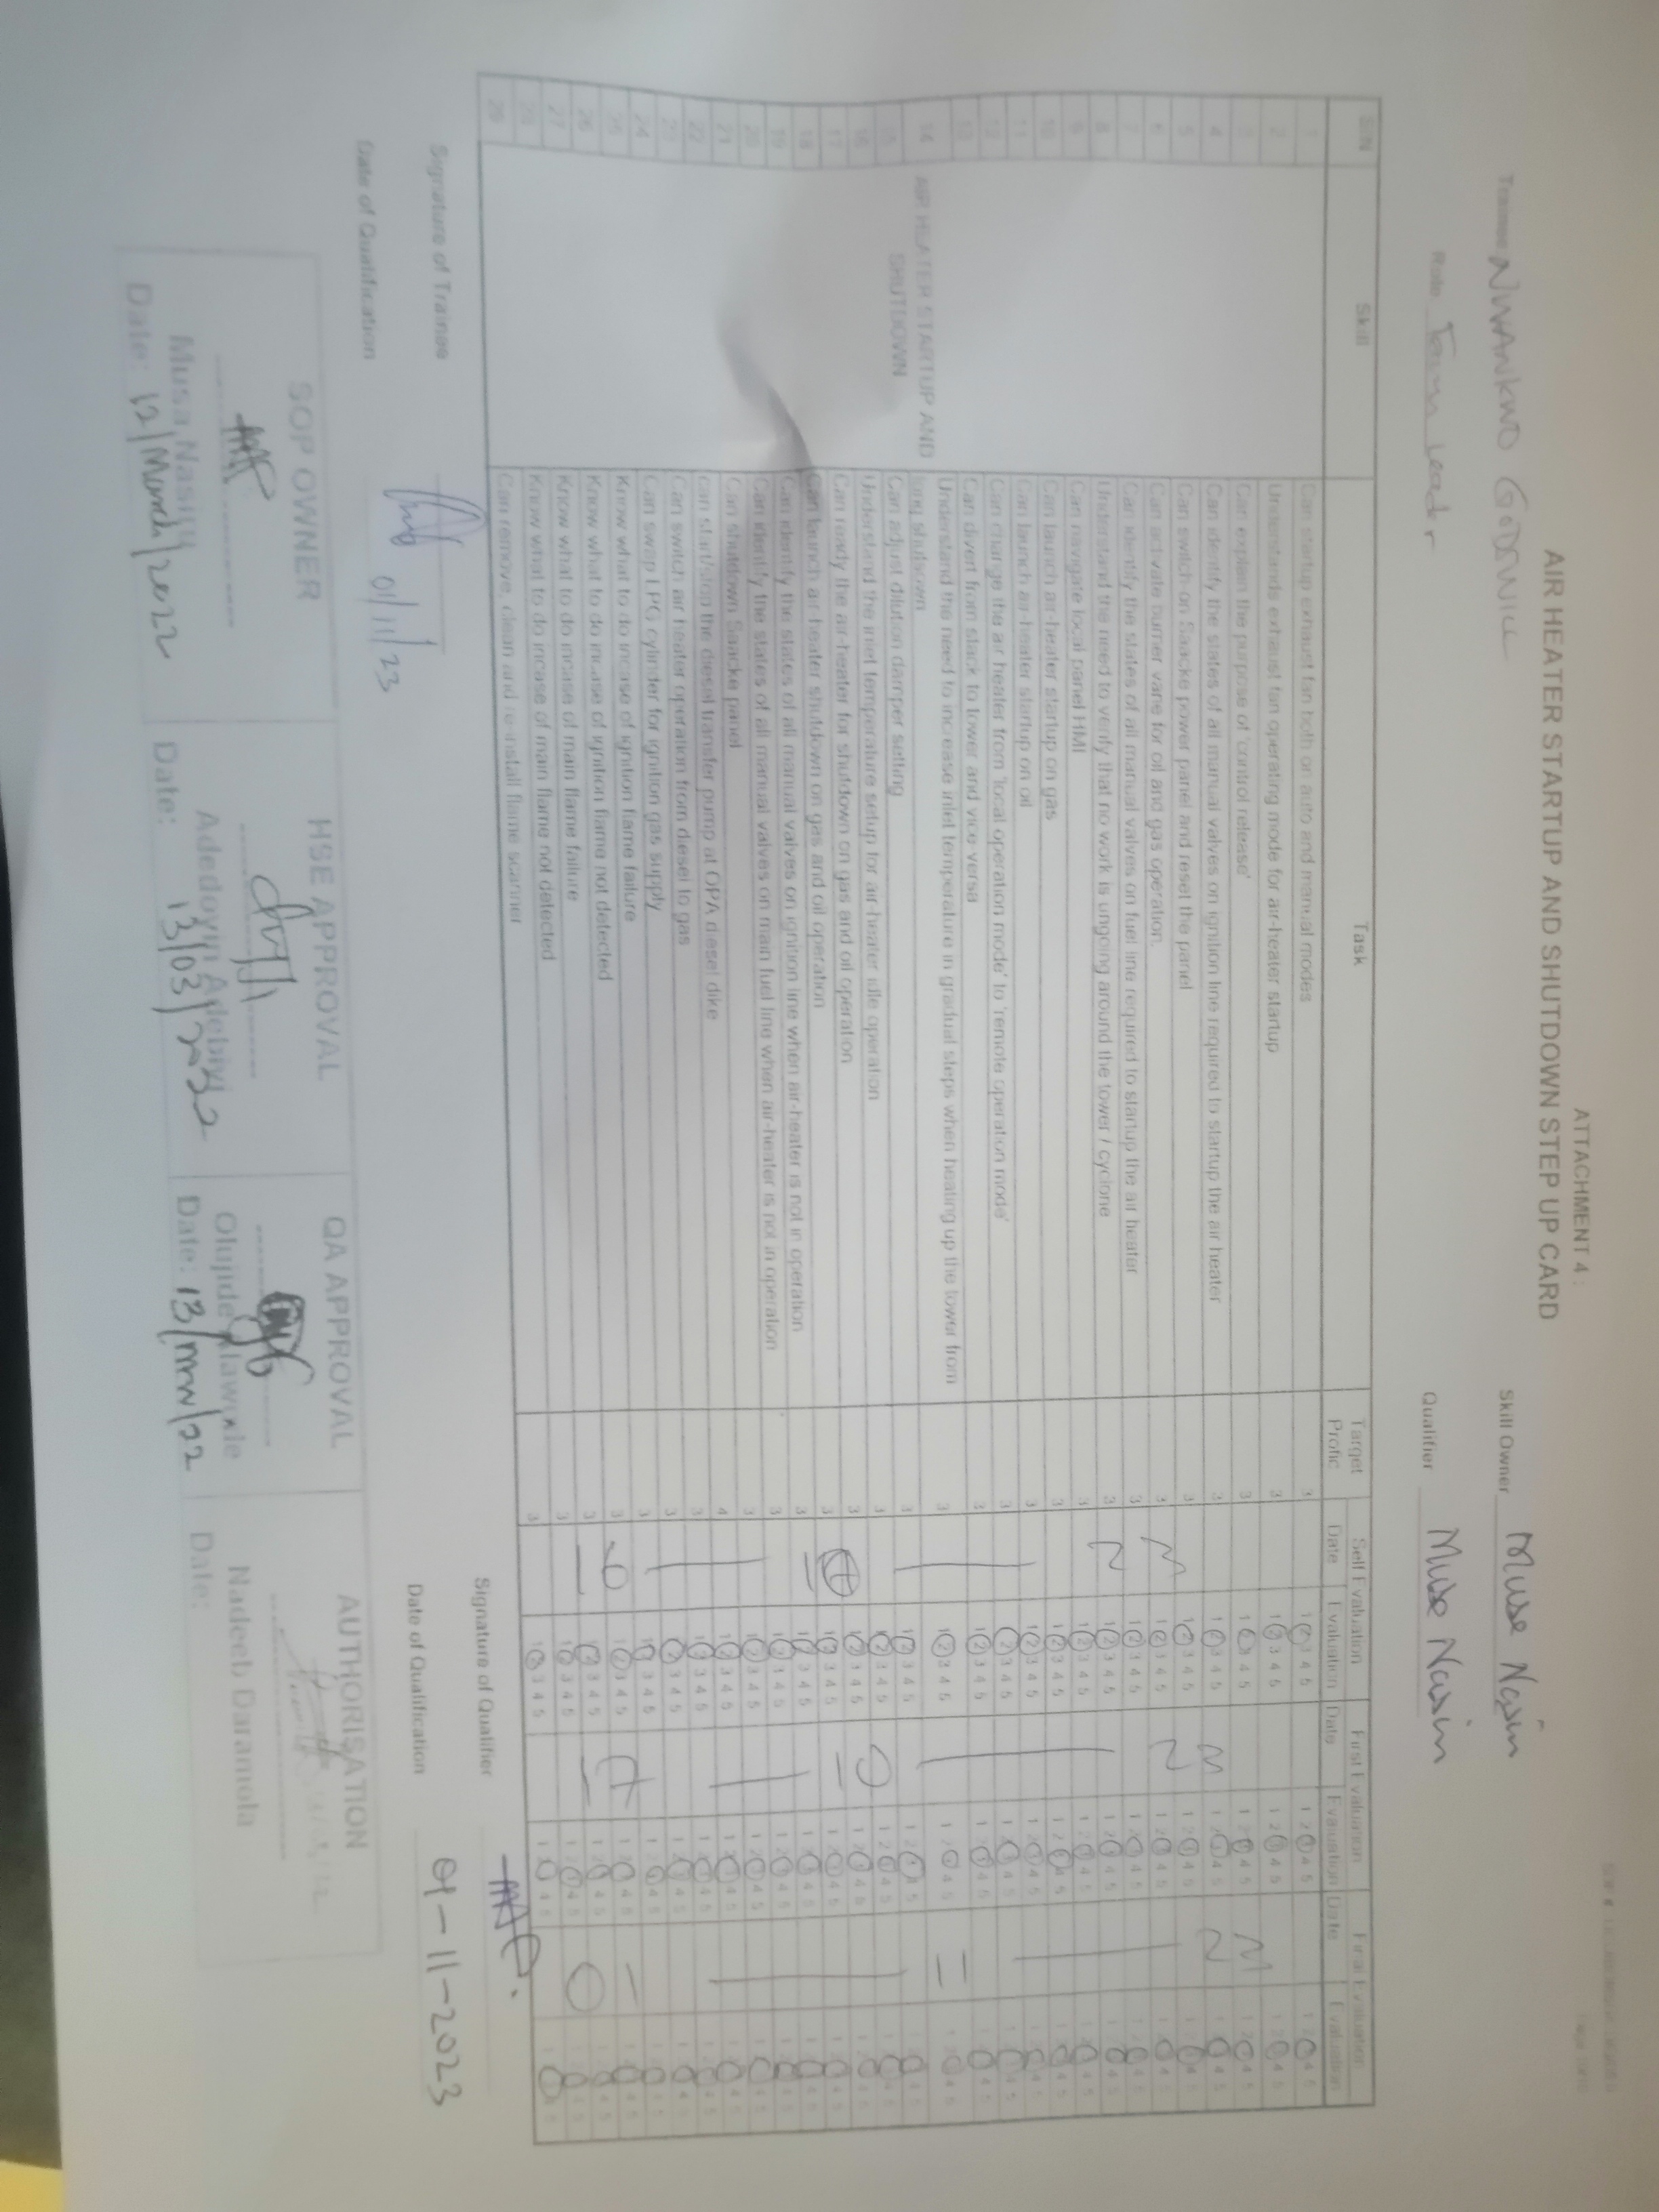 ATTACHMENT 4 :
AIR HEATER STARTUP AND SHUTDOWN STEP UP CARD
Trainee NWANKWO GODWILL
Skill Owner Muse Nasir
Role Team Leader
Qualifier Muse Nasir
S/N Skill Task Target Profic Self Evaluation First Evaluation Final Evaluation
Date Evaluation Date Evaluation Date Evaluation
AIR HEATER STARTUP AND SHUTDOWN
1 Can startup exhaust fan both on auto and manual modes 3 1 2 3 4 5 1 2 3 4 5 1 2 3 4 5
2 Understands exhaust fan operating mode for air-heater startup 3 1 2 3 4 5 1 2 3 4 5 1 2 3 4 5
3 Can explain the purpose of 'control release' 3 1 2 3 4 5 1 2 3 4 5 1 2 3 4 5
4 Can identify the states of all manual valves on ignition line required to startup the air heater 3 1 2 3 4 5 1 2 3 4 5 1 2 3 4 5
5 Can switch on Saacke power panel and reset the panel 3 1 2 3 4 5 1 2 3 4 5 1 2 3 4 5
6 Can activate burner vane for oil and gas operation. 3 1 2 3 4 5 1 2 3 4 5 1 2 3 4 5
7 Can identify the states of all manual valves on fuel line required to startup the air heater 3 1 2 3 4 5 1 2 3 4 5 1 2 3 4 5
8 Understand the need to verify that no work is ungoing around the tower / cyclone 3 1 2 3 4 5 1 2 3 4 5 1 2 3 4 5
9 Can navigate local panel HMI 3 1 2 3 4 5 1 2 3 4 5 1 2 3 4 5
10 Can launch air-heater startup on gas 3 1 2 3 4 5 1 2 3 4 5 1 2 3 4 5
11 Can launch air-heater startup on oil 3 1 2 3 4 5 1 2 3 4 5 1 2 3 4 5
12 Can change the air heater from 'local operation mode' to 'remote operation mode' 3 1 2 3 4 5 1 2 3 4 5 1 2 3 4 5
13 Can divert from stack to tower and vice versa 3 1 2 3 4 5 1 2 3 4 5 1 2 3 4 5
14 Understand the need to increase inlet temperature in gradual steps when heating up the tower from long shutdown 3 1 2 3 4 5 1 2 3 4 5 1 2 3 4 5
15 Can adjust dilution damper setting 3 1 2 3 4 5 1 2 3 4 5 1 2 3 4 5
16 Understand the inlet temperature setup for air-heater idle operation 3 1 2 3 4 5 1 2 3 4 5 1 2 3 4 5
17 Can ready the air-heater for shutdown on gas and oil operation 3 1 2 3 4 5 1 2 3 4 5 1 2 3 4 5
18 Can launch air heater shutdown on gas and oil operation 3 1 2 3 4 5 1 2 3 4 5 1 2 3 4 5
19 Can identify the states of all manual valves on ignition line when air-heater is not in operation 3 1 2 3 4 5 1 2 3 4 5 1 2 3 4 5
20 Can identify the states of all manual valves on main fuel line when air-heater is not in operation 3 1 2 3 4 5 1 2 3 4 5 1 2 3 4 5
21 Can shutdown Saacke panel 3 1 2 3 4 5 1 2 3 4 5 1 2 3 4 5
22 Can start/stop the diesel transfer pump at OPA diesel dike 4 1 2 3 4 5 1 2 3 4 5 1 2 3 4 5
23 Can switch air heater operation from desel to gas 3 1 2 3 4 5 1 2 3 4 5 1 2 3 4 5
24 Can swap LPG cylinder for ignition gas supply 3 1 2 3 4 5 1 2 3 4 5 1 2 3 4 5
25 Know what to do incase of ignition flame failure 3 1 2 3 4 5 1 2 3 4 5 1 2 3 4 5
26 Know what to do incase of ignition flame not detected 3 1 2 3 4 5 1 2 3 4 5 1 2 3 4 5
27 Know what to do incase of main flame failure 3 1 2 3 4 5 1 2 3 4 5 1 2 3 4 5
28 Know what to do incase of main flame not detected 3 1 2 3 4 5 1 2 3 4 5 1 2 3 4 5
29 Can remove, clean and re-install flame scanner 3 1 2 3 4 5 1 2 3 4 5 1 2 3 4 5
Signature of Trainee
Signature of Qualifier
Date of Qualification 01/11/23
Date of Qualification 01-11-2023
SOP OWNER HSE APPROVAL QA APPROVAL AUTHORISATION
Musa Nasiru Adedoyin Adebiyi Olujide Alawode Nadeeb Daramola
Date: 12/March/2022 Date: 13/03/2022 Date: 13/mar/22 Date: